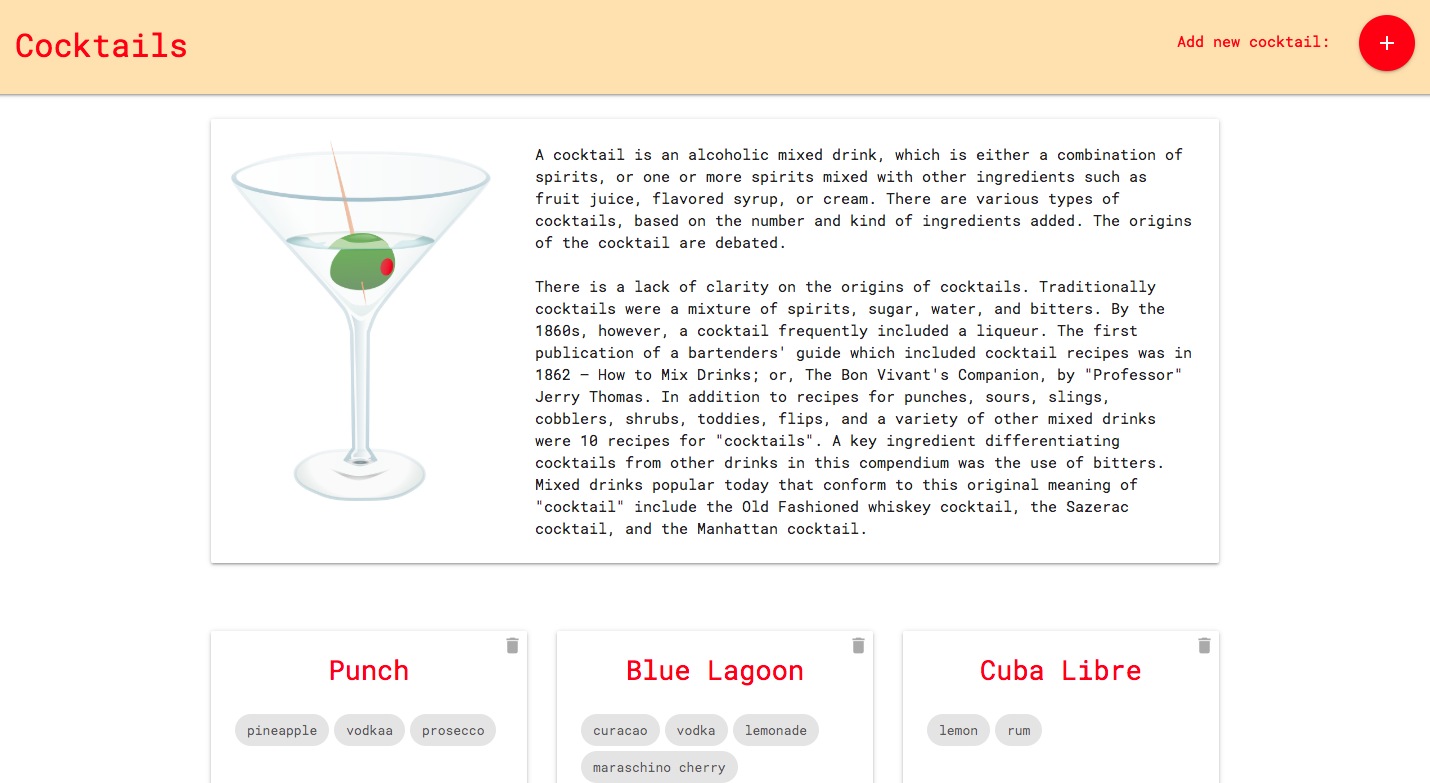 Cocktails
Add new cocktail:
A cocktail is an alcoholic mixed drink, which is either a combination of
spirits, or one or more spirits mixed with other ingredients such as
fruit juice, flavored syrup, or cream. There are various types of
cocktails, based on the number and kind of ingredients added. The origins
of the cocktail are debated.
There is a lack of clarity on the origins of cocktails. Traditionally
cocktails were a mixture of spirits, sugar, water, and bitters. By the
1860s, however, a cocktail frequently included a liqueur. The first
publication of a bartenders' guide which included cocktail recipes was in
1862 – How to Mix Drinks; or, The Bon Vivant's Companion, by "Professor"
Jerry Thomas. In addition to recipes for punches, sours, slings,
cobblers, shrubs, toddies, flips, and a variety of other mixed drinks
were 10 recipes for "cocktails". A key ingredient differentiating
cocktails from other drinks in this compendium was the use of bitters.
Mixed drinks popular today that conform to this original meaning of
"cocktail" include the Old Fashioned whiskey cocktail, the Sazerac
cocktail, and the Manhattan cocktail.
Punch
pineapple vodkaa prosecco
Blue Lagoon
curacao vodka lemonade
maraschino cherry
Cuba Libre
lemon rum